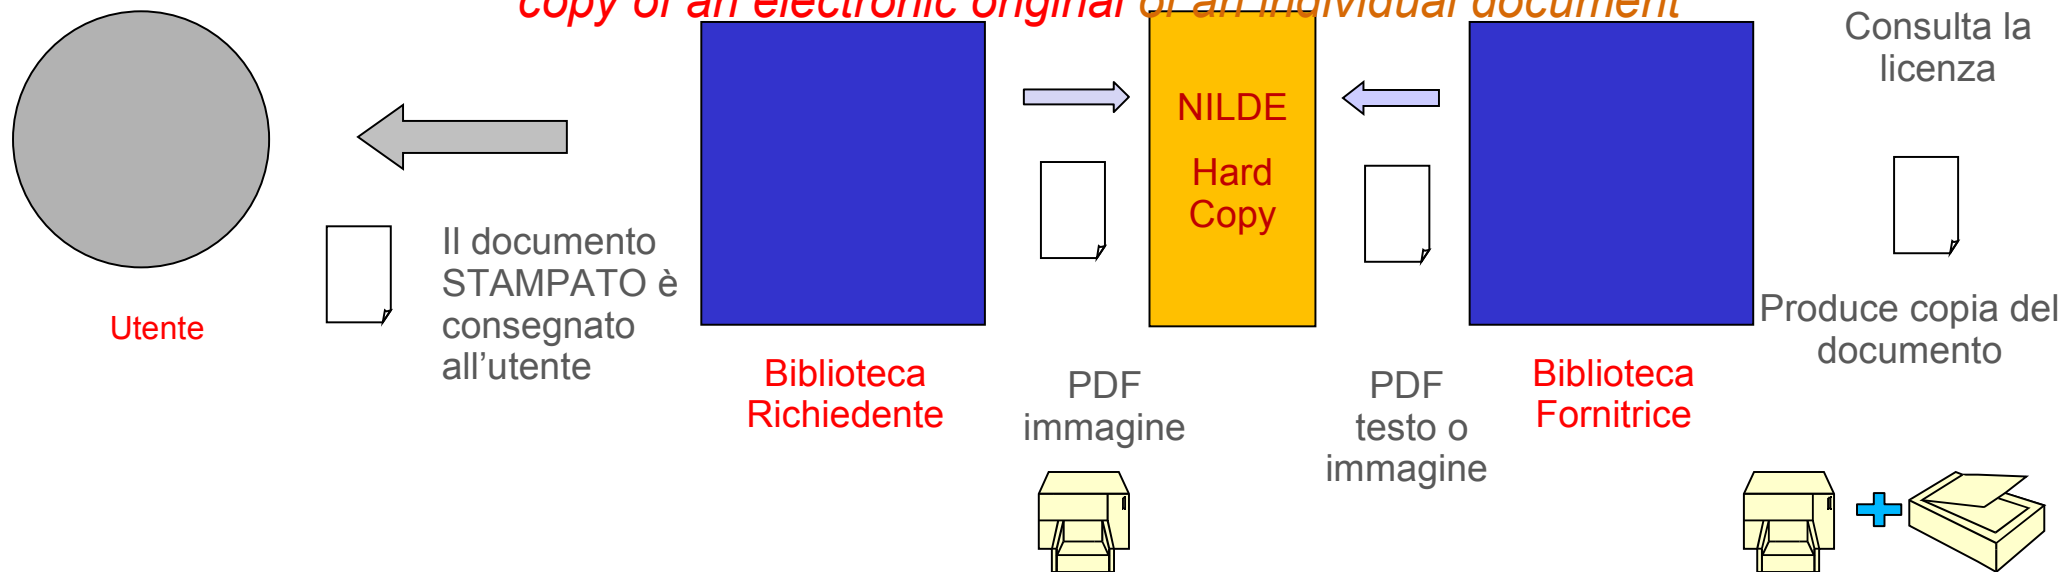 copy of an electronic original of an individual document
Utente
Il documento
STAMPATO è
consegnato
all’utente
Biblioteca
Richiedente
PDF
immagine
NILDE
Hard
Copy
PDF
testo o
immagine
Biblioteca
Fornitrice
Consulta la
licenza
Produce copia del
documento